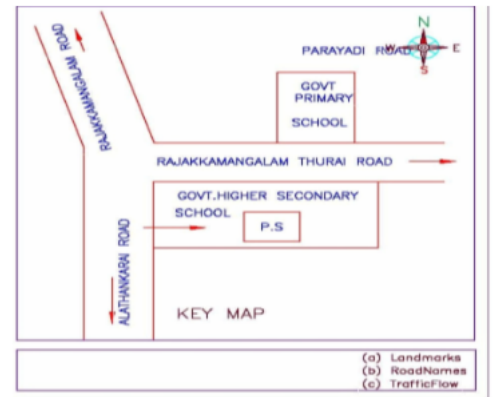 N
PARAYADI ROAD
W
E
S
RAJAKKAMANGALAM ROAD
GOVT
PRIMARY
SCHOOL
RAJAKKAMANGALAM THURAI ROAD
GOVT.HIGHER SECONDARY
SCHOOL
P.S
ALATHANKARAI ROAD
KEY MAP
(a) Landmarks
(b) RoadNames
(c) TrafficFlow